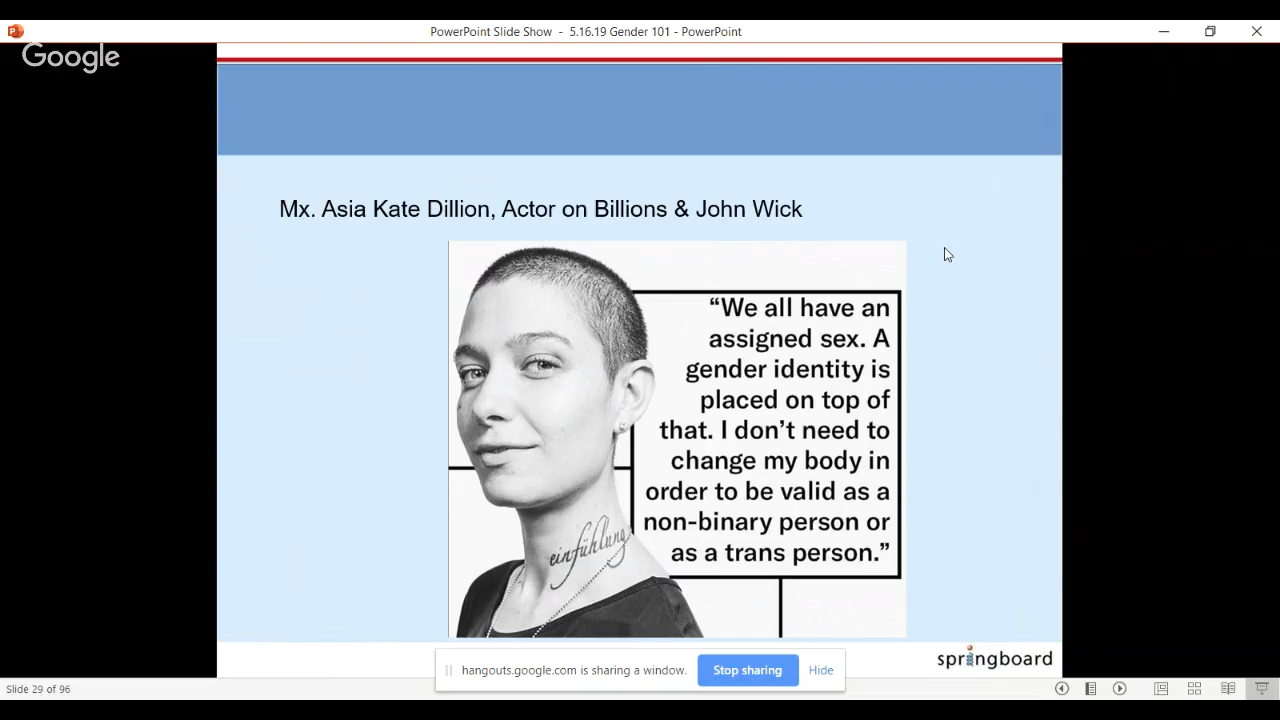 PowerPoint Slide Show - 5.16.19 Gender 101 - PowerPoint
Google
Mx. Asia Kate Dillion, Actor on Billions & John Wick
“We all have an
assigned sex. A
gender identity is
placed on top of
that. I don’t need to
change my body in
order to be valid as a
non-binary person or
as a trans person.”
einfühlung
springboard
hangouts.google.com is sharing a window.
Stop sharing
Hide
Slide 29 of 96